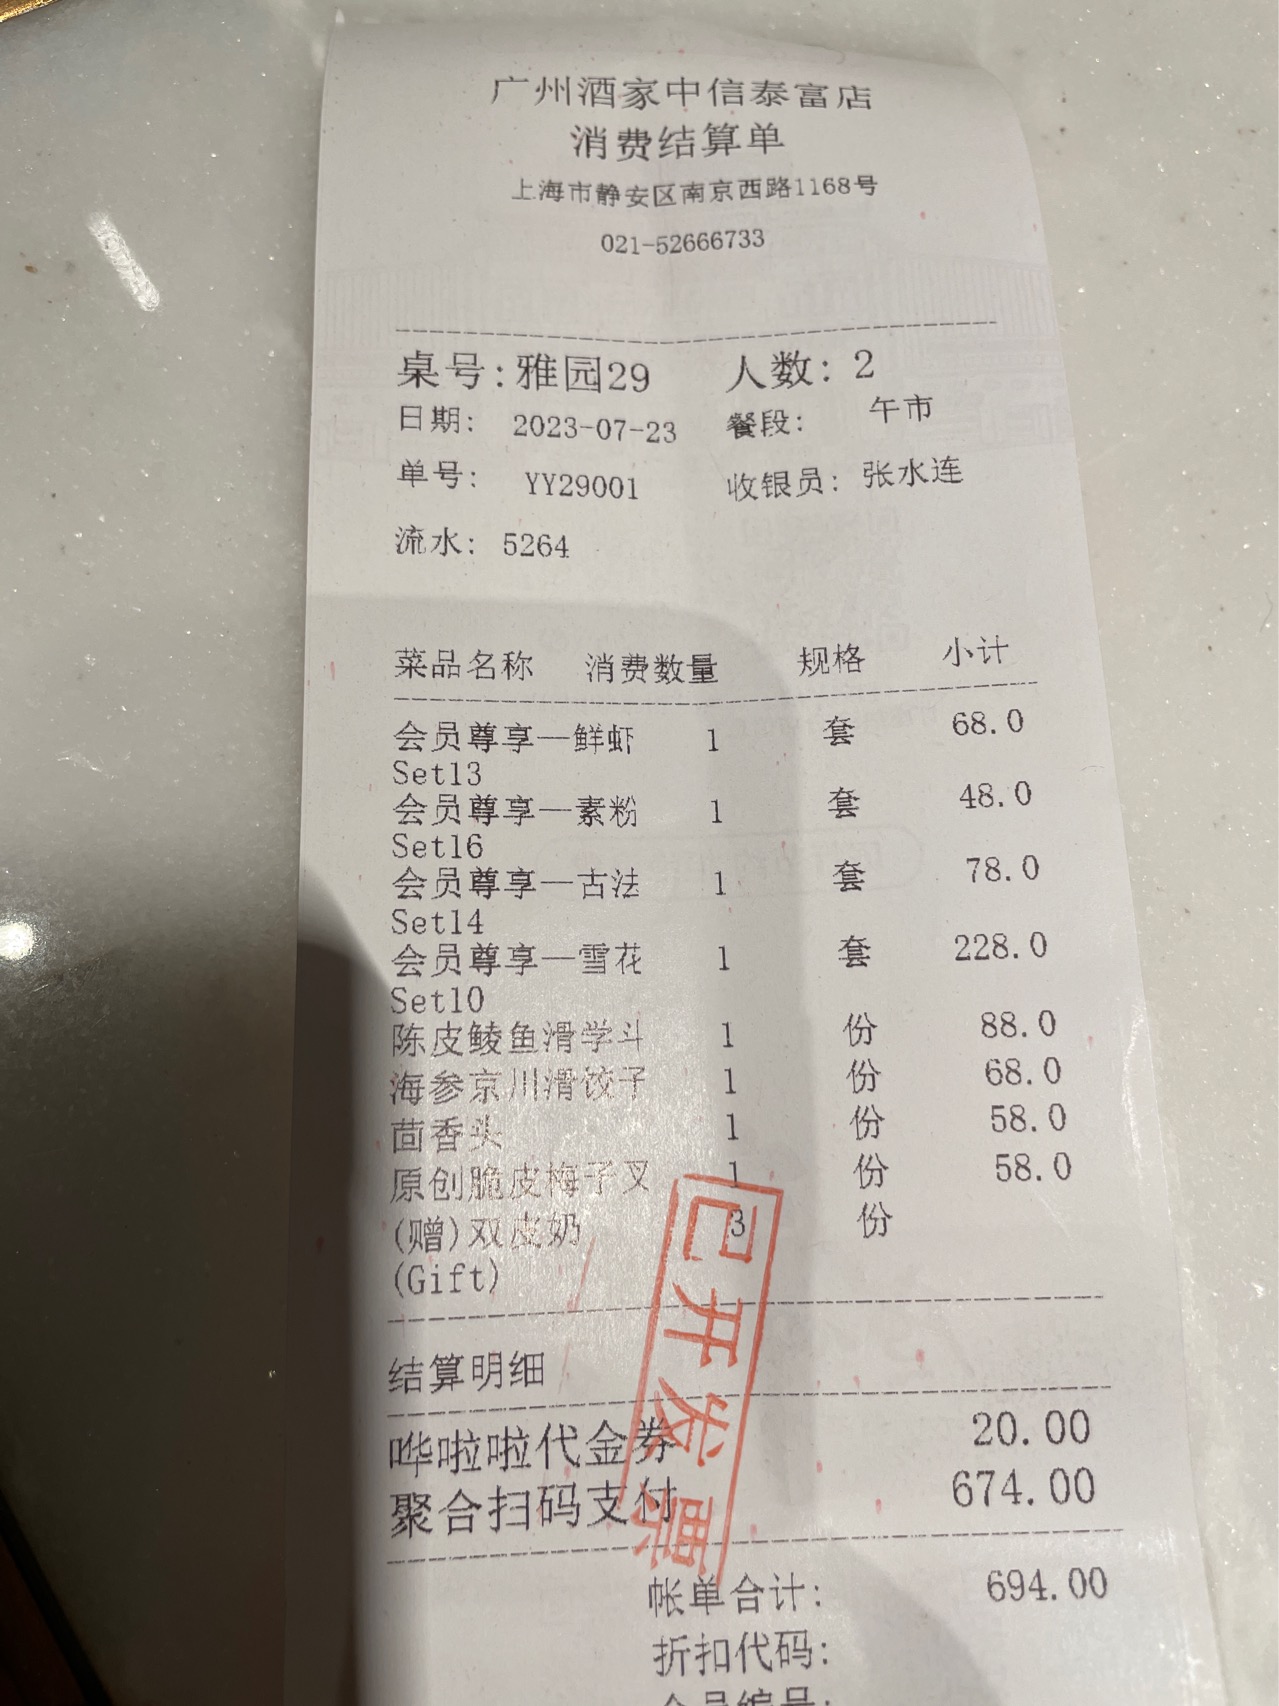 广州酒家中信泰富店
消费结算单
上海市静安区南京西路1168号
021-52666733
桌号:雅园29 人数: 2
日期: 2023-07-23 餐段: 午市
单号: YY29001 收银员: 张水连
流水: 5264
菜品名称 消费数量 规格 小计
会员尊享—鲜虾 1 套 68.0
Set13
会员尊享—素粉 1 套 48.0
Set16
会员尊享—古法 1 套 78.0
Set14
会员尊享—雪花 1 套 228.0
Set10
陈皮鲮鱼滑学斗 1 份 88.0
海参京川滑饺子 1 份 68.0
茴香头 1 份 58.0
原创脆皮梅子叉 1 份 58.0
(赠)双皮奶 3 份
(Gift)
已开发票
结算明细
哗啦啦代金券 20.00
聚合扫码支付 674.00
帐单合计: 694.00
折扣代码:
会员编号: